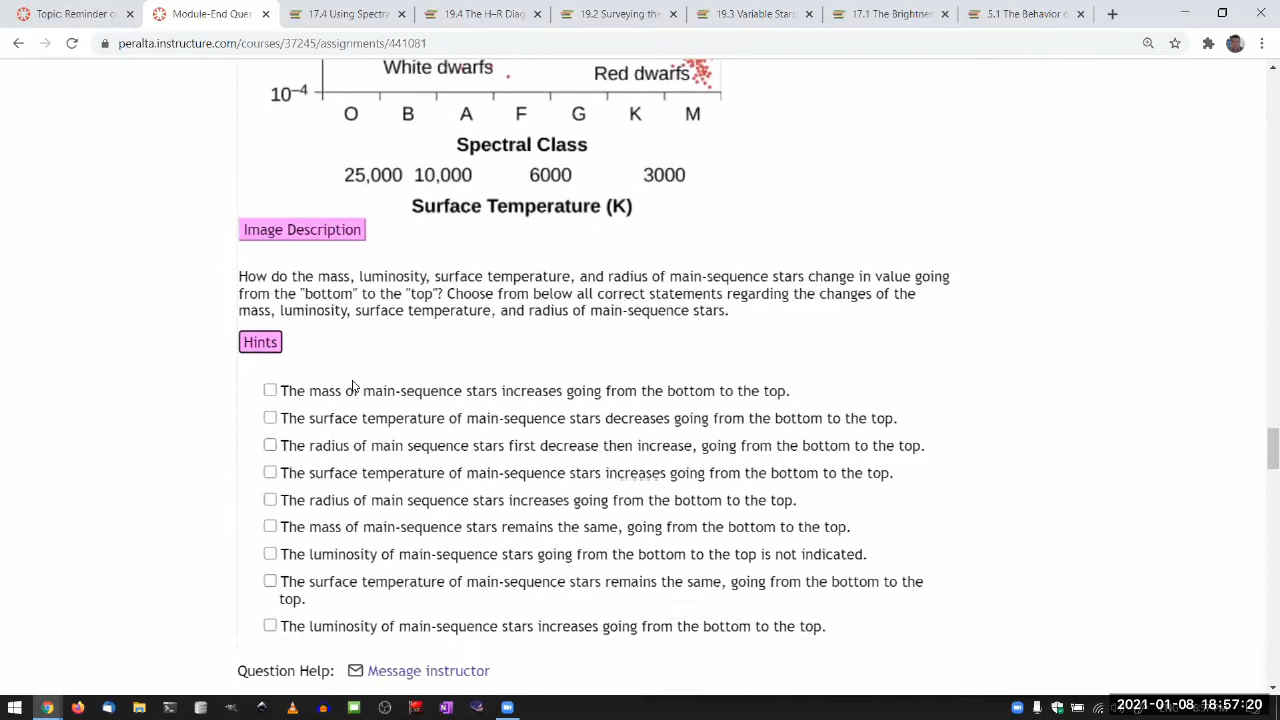 Topic Reminder o
Module-End Ques
17.4 Using Spectra
19.4 The H–R Diag
19.2 Surveying the
19.3 Variable Stars
17.1 The Brightnes
5.1 The Behavior o
peralta.instructure.com/courses/37245/assignments/441081
White dwarfs
Red dwarfs
10–4
O B A F G K M
Spectral Class
25,000 10,000 6000 3000
Surface Temperature (K)
Image Description
How do the mass, luminosity, surface temperature, and radius of main-sequence stars change in value going
from the "bottom" to the "top"? Choose from below all correct statements regarding the changes of the
mass, luminosity, surface temperature, and radius of main-sequence stars.
Hints
The mass of main-sequence stars increases going from the bottom to the top.
The surface temperature of main-sequence stars decreases going from the bottom to the top.
The radius of main sequence stars first decrease then increase, going from the bottom to the top.
The surface temperature of main-sequence stars increases going from the bottom to the top.
The radius of main sequence stars increases going from the bottom to the top.
The mass of main-sequence stars remains the same, going from the bottom to the top.
The luminosity of main-sequence stars going from the bottom to the top is not indicated.
The surface temperature of main-sequence stars remains the same, going from the bottom to the
top.
The luminosity of main-sequence stars increases going from the bottom to the top.
Question Help:
Message instructor
2021-01-08 18:57:20